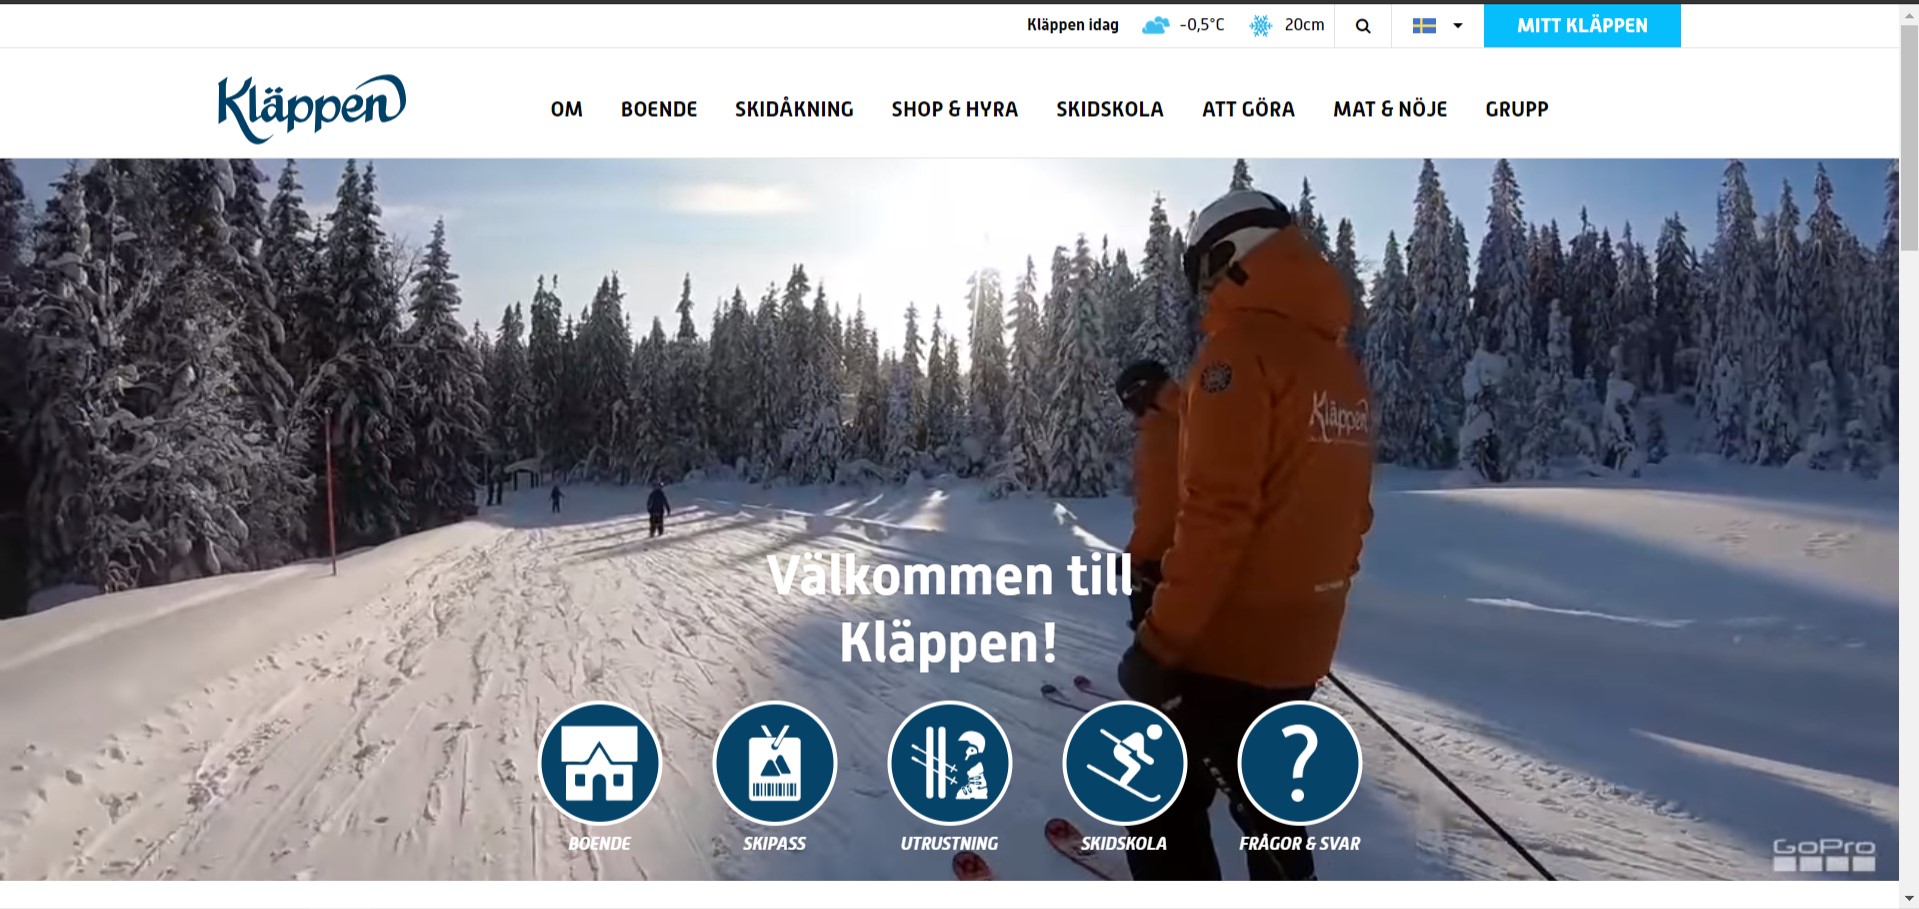 Kläppen idag -0,5°C 20cm MITT KLÄPPEN
Kläppen OM BOENDE SKIDÅKNING SHOP & HYRA SKIDSKOLA ATT GÖRA MAT & NÖJE GRUPP
Kläppen
Välkommen till
Kläppen!
BOENDE SKIPASS UTRUSTNING SKIDSKOLA FRÅGOR & SVAR
GoPro